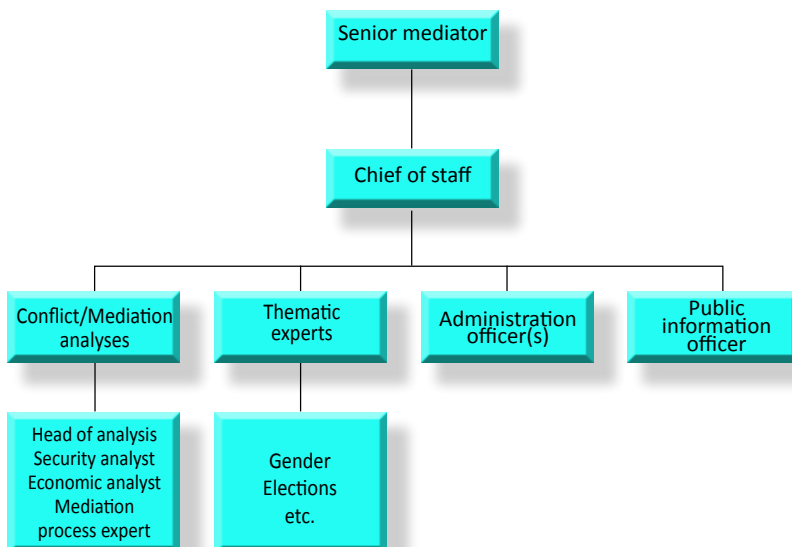 Senior mediator
Chief of staff
Conflict/Mediation
analyses
Thematic
experts
Administration
officer(s)
Public
information
officer
Head of analysis
Security analyst
Economic analyst
Mediation
process expert
Gender
Elections
etc.